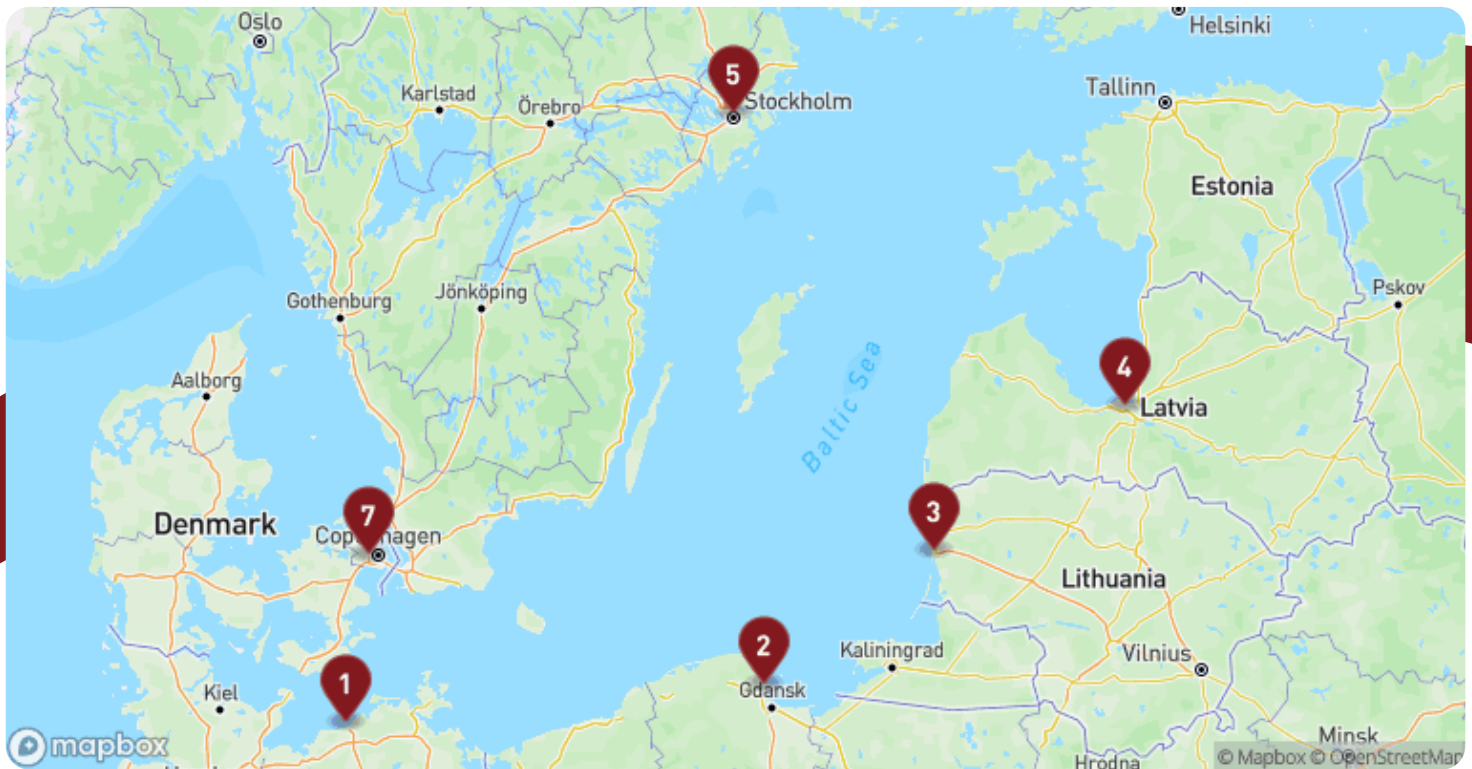 Oslo
Helsinki
5
Karlstad
Örebro
Stockholm
Tallinn
Estonia
Gothenburg
Jönköping
Pskov
Aalborg
Baltic Sea
4
Latvia
3
7
Denmark
Copenhagen
Lithuania
2
Kaliningrad
Vilnius
1
Kiel
Gdansk
mapbox
Minsk
© Mapbox © OpenStreetMap
Hrodna